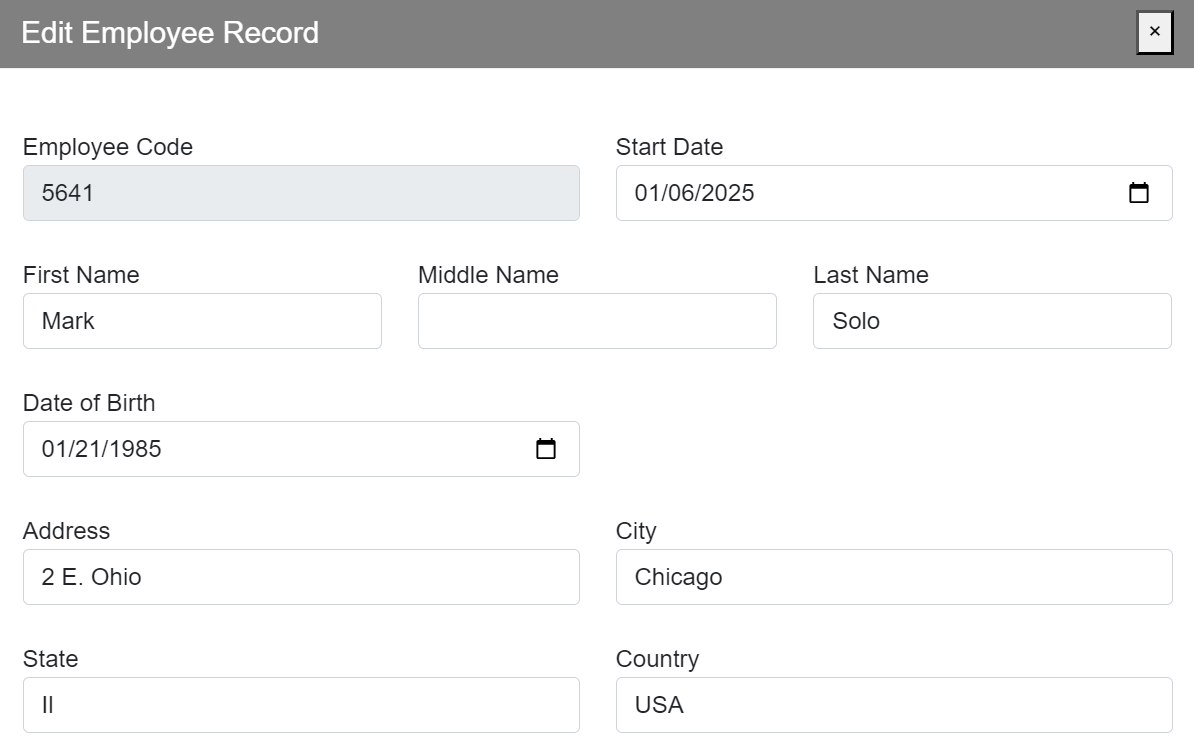 Edit Employee Record ×
Employee Code Start Date
5641 01/06/2025
First Name Middle Name Last Name
Mark Solo
Date of Birth
01/21/1985
Address City
2 E. Ohio Chicago
State Country
Il USA